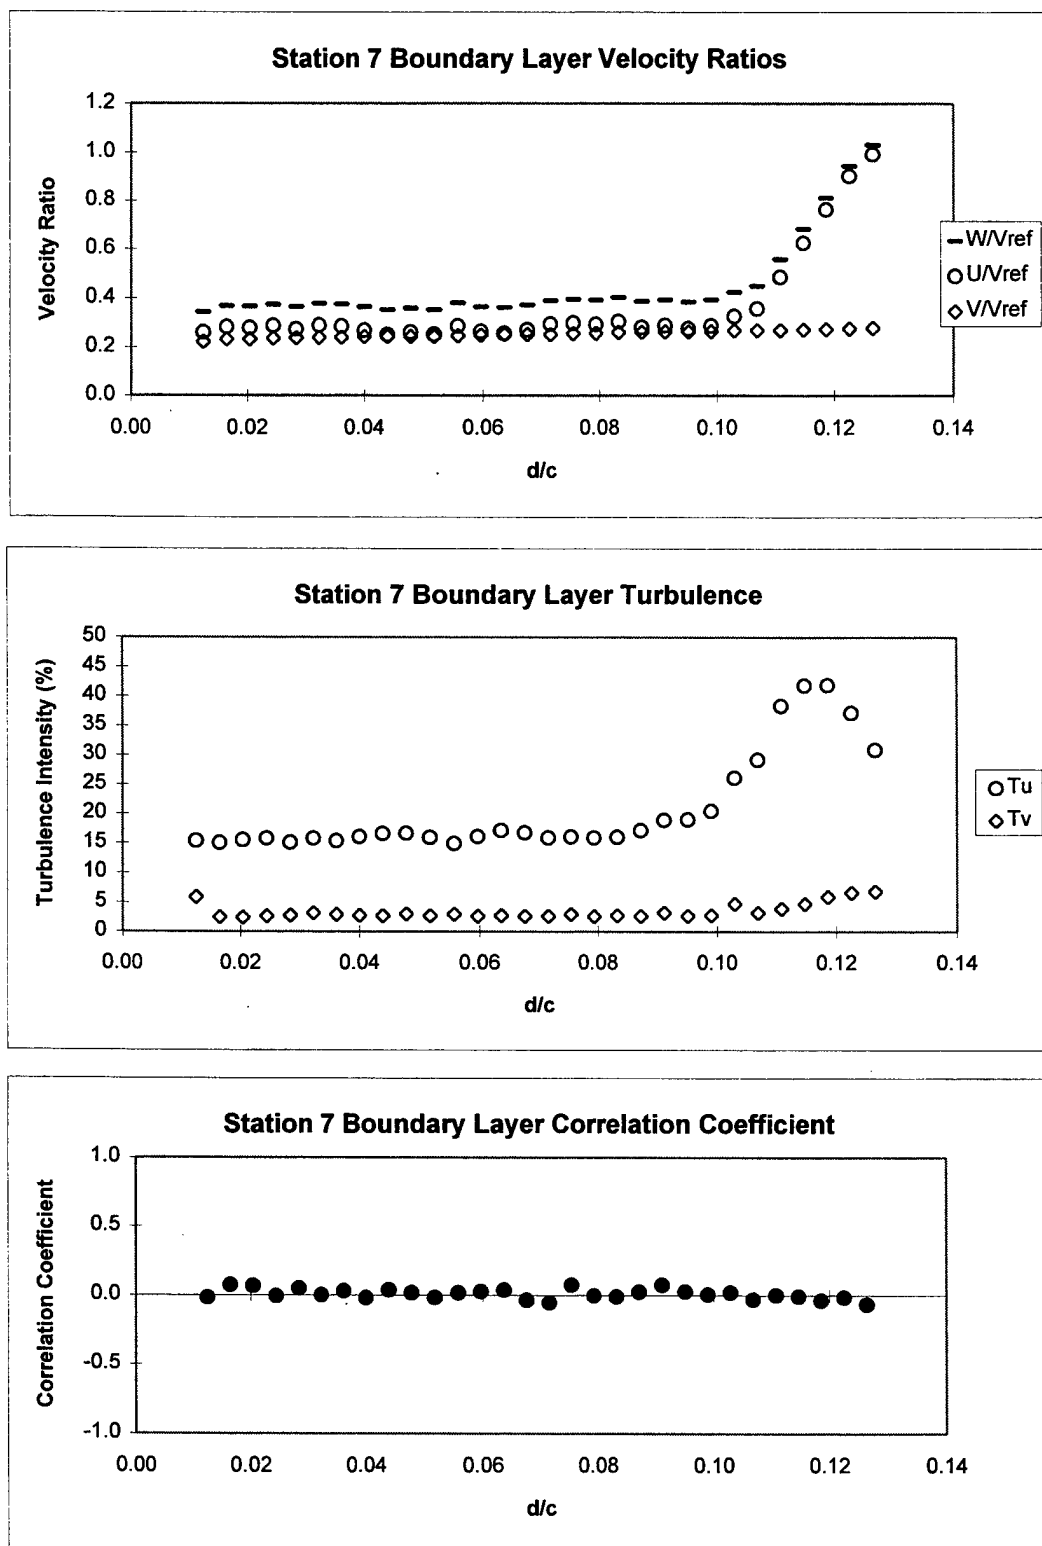 Station 7 Boundary Layer Velocity Ratios
1.2
1.0
0.8
0.6
0.4
0.2
0.0
Velocity Ratio
0.00 0.02 0.04 0.06 0.08 0.10 0.12 0.14
d/c
W/Vref
U/Vref
V/Vref
Station 7 Boundary Layer Turbulence
50
45
40
35
30
25
20
15
10
5
0
Turbulence Intensity (%)
0.00 0.02 0.04 0.06 0.08 0.10 0.12 0.14
d/c
Tu
Tv
Station 7 Boundary Layer Correlation Coefficient
1.0
0.5
0.0
-0.5
-1.0
Correlation Coefficient
0.00 0.02 0.04 0.06 0.08 0.10 0.12 0.14
d/c